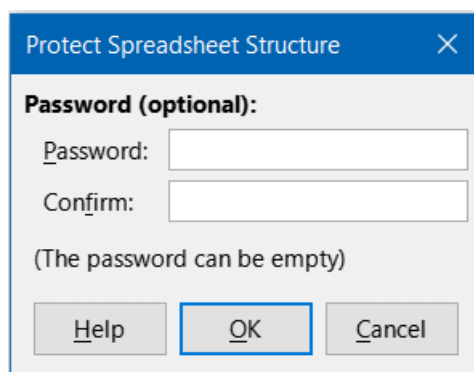 Protect Spreadsheet Structure
Password (optional):
Password:
Confirm:
(The password can be empty)
Help OK Cancel